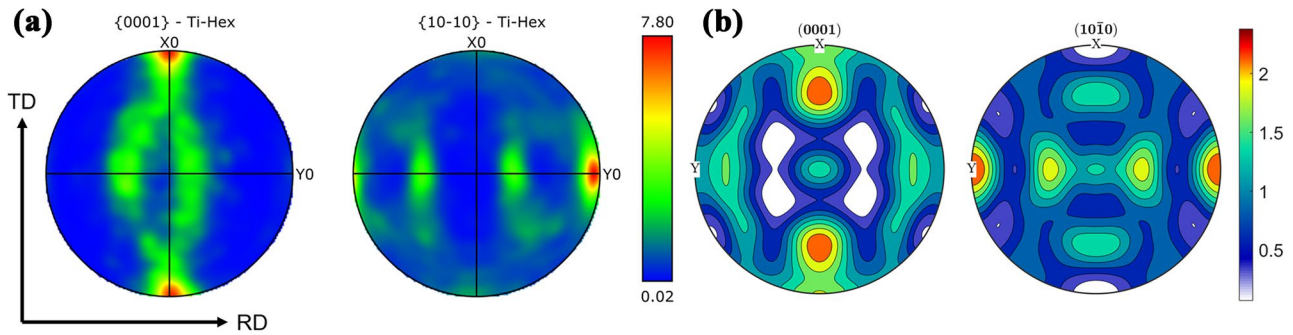 (a)
{0001} - Ti-Hex
X0
TD
RD
Y0
{10-10} - Ti-Hex
X0
Y0
7.80
0.02
(b)
(0001)
X
Y
(101̄0)
X
Y
2
1.5
1
0.5